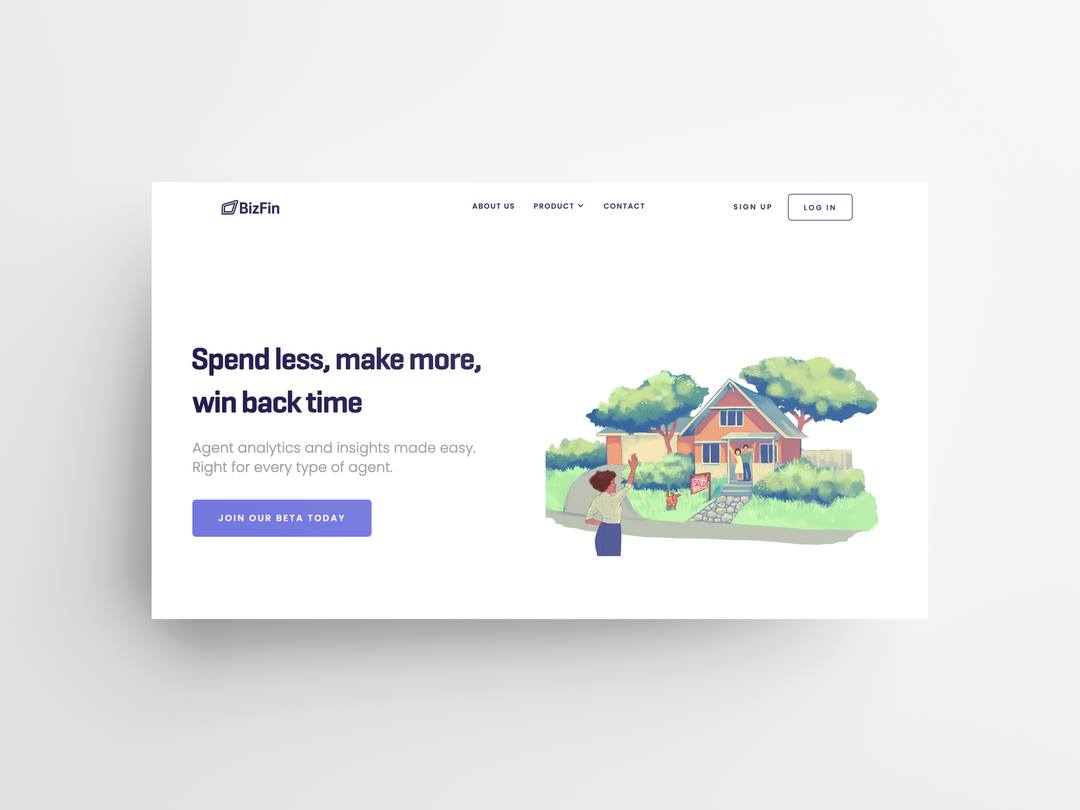 BizFin
ABOUT US
PRODUCT
CONTACT
SIGN UP
LOG IN
Spend less, make more,
win back time
Agent analytics and insights made easy.
Right for every type of agent.
JOIN OUR BETA TODAY
SOLD